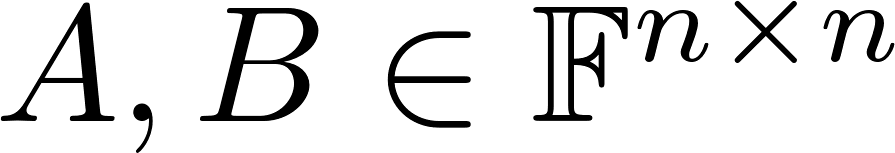 A, B ∈ 𝔽^{n×n}